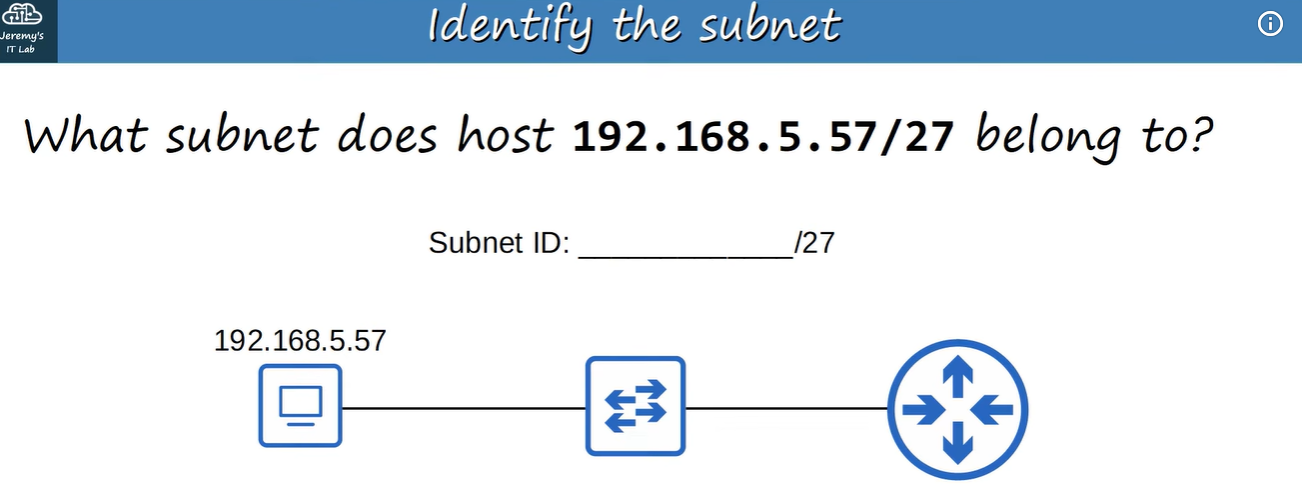 Jeremy's
IT Lab
Identify the subnet
What subnet does host 192.168.5.57/27 belong to?
Subnet ID: _____________/27
192.168.5.57